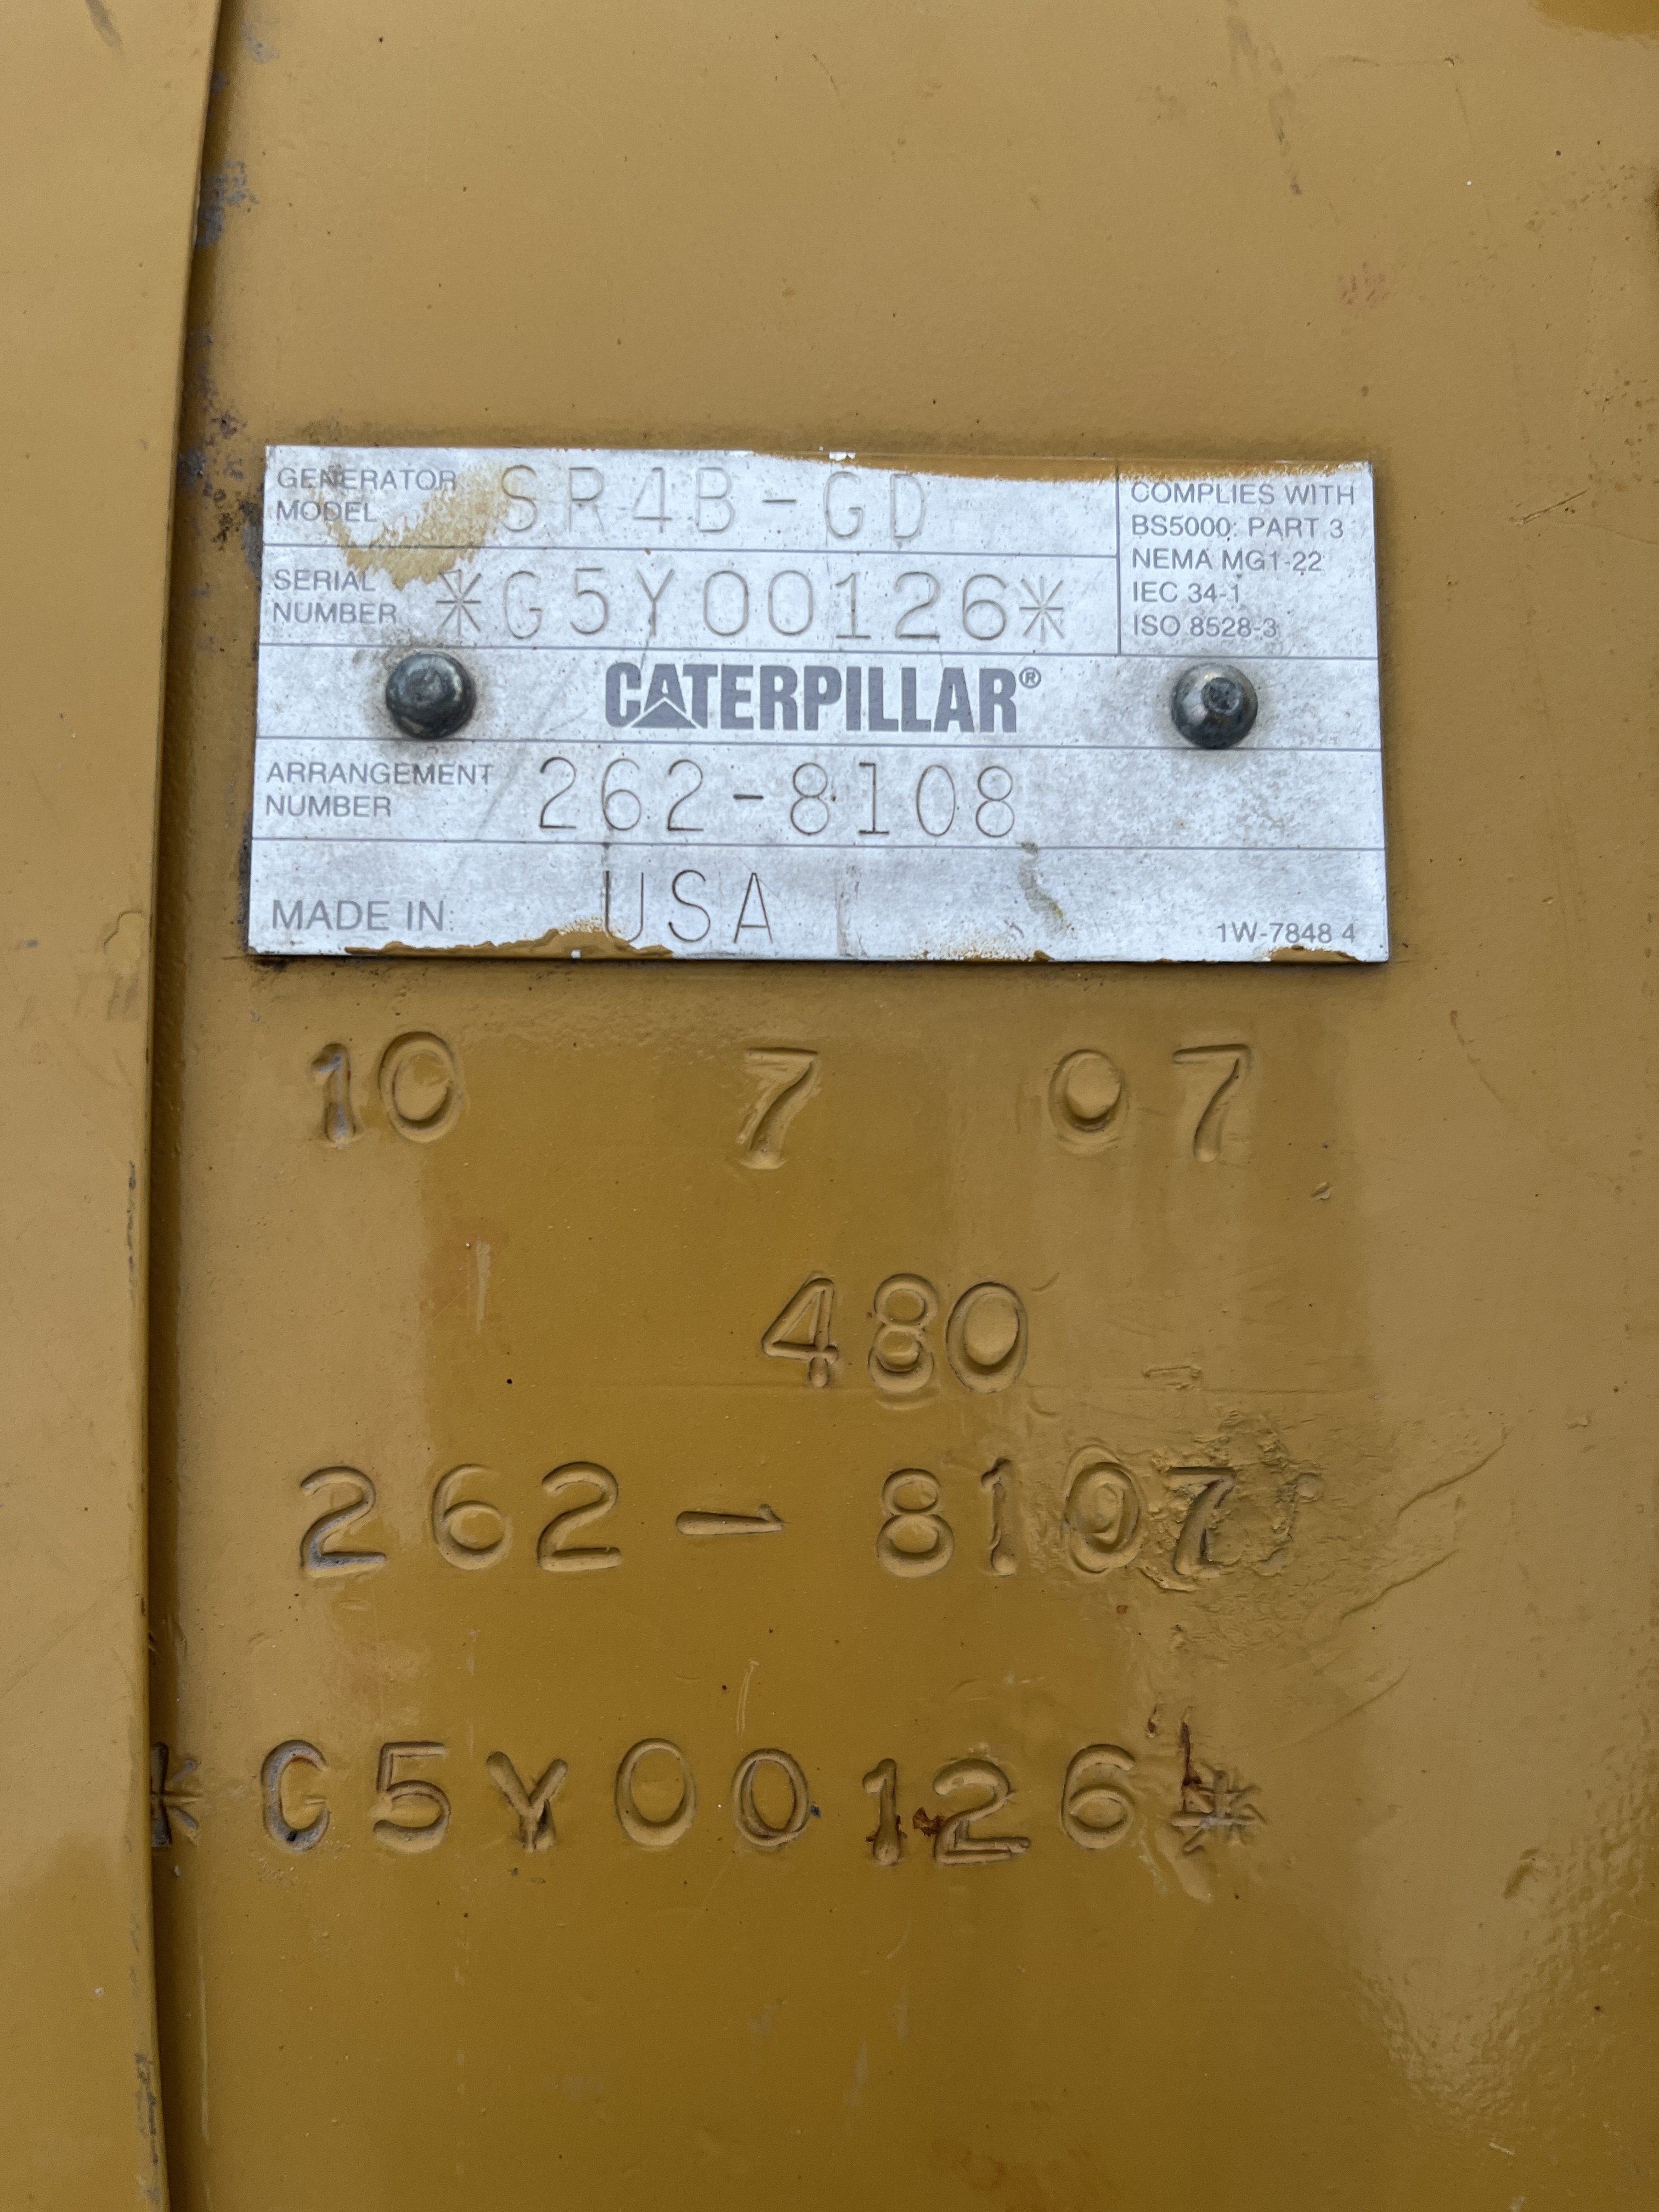 GENERATOR MODEL SR4B-GD
SERIAL NUMBER *G5Y00126*
COMPLIES WITH
BS5000: PART 3
NEMA MG1-22
IEC 34-1
ISO 8528-3
CATERPILLAR®
ARRANGEMENT NUMBER 262-8108
MADE IN: USA
1W-7848 4
10 7 07
480
262-8107
*G5Y00126*